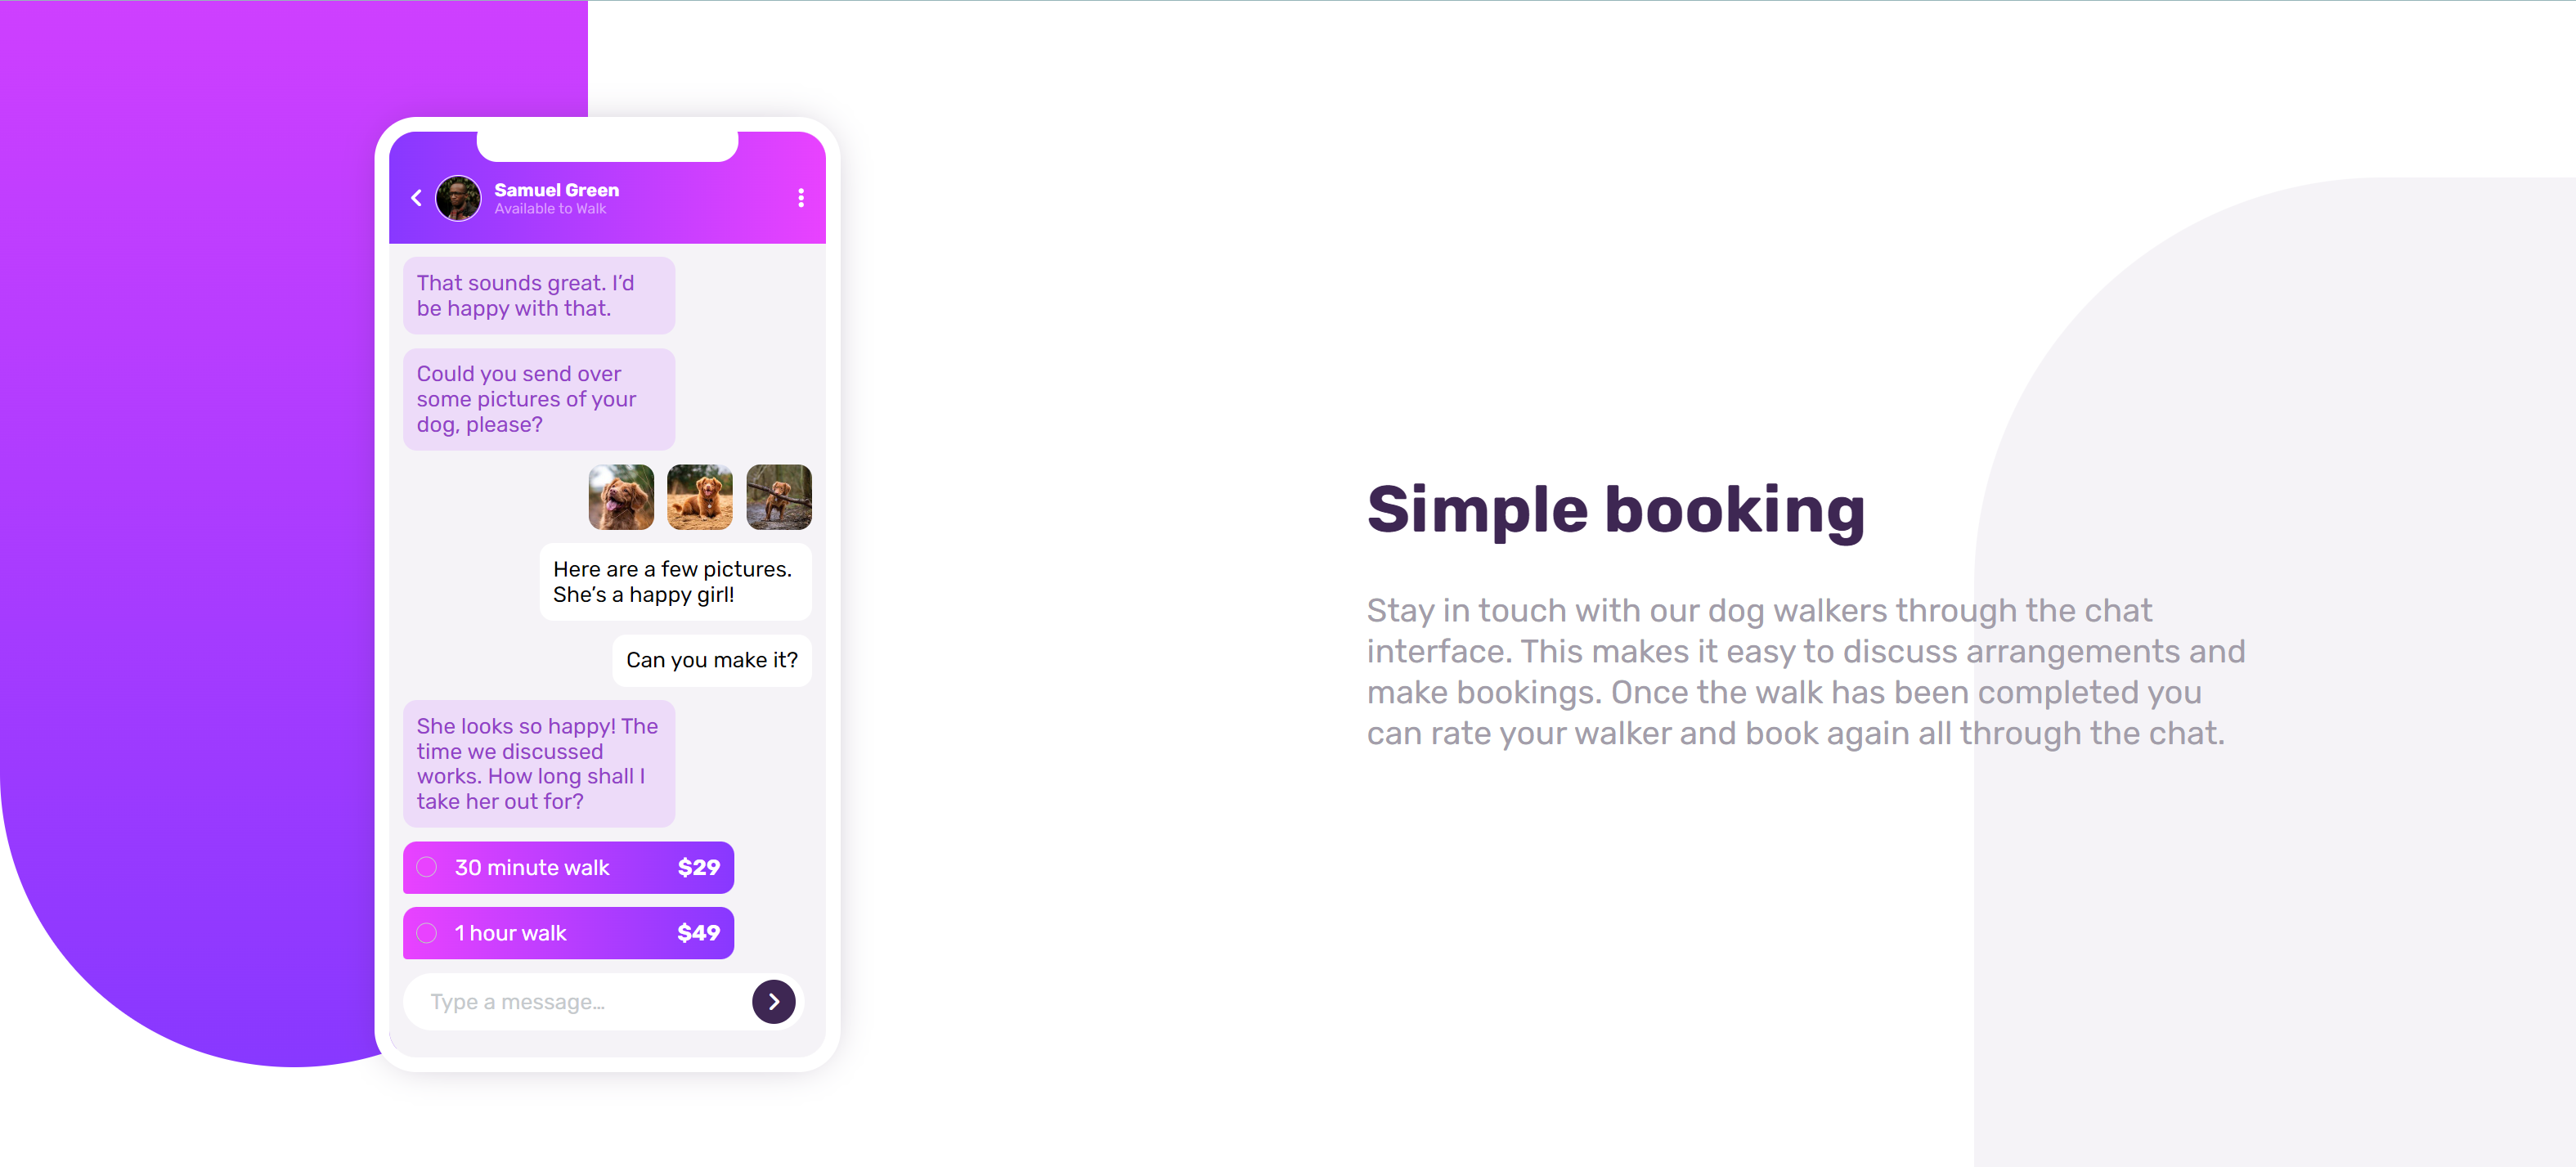 Samuel Green
Available to Walk
That sounds great. I’d
be happy with that.
Could you send over
some pictures of your
dog, please?
Here are a few pictures.
She’s a happy girl!
Can you make it?
She looks so happy! The
time we discussed
works. How long shall I
take her out for?
30 minute walk $29
1 hour walk $49
Type a message…
Simple booking
Stay in touch with our dog walkers through the chat
interface. This makes it easy to discuss arrangements and
make bookings. Once the walk has been completed you
can rate your walker and book again all through the chat.